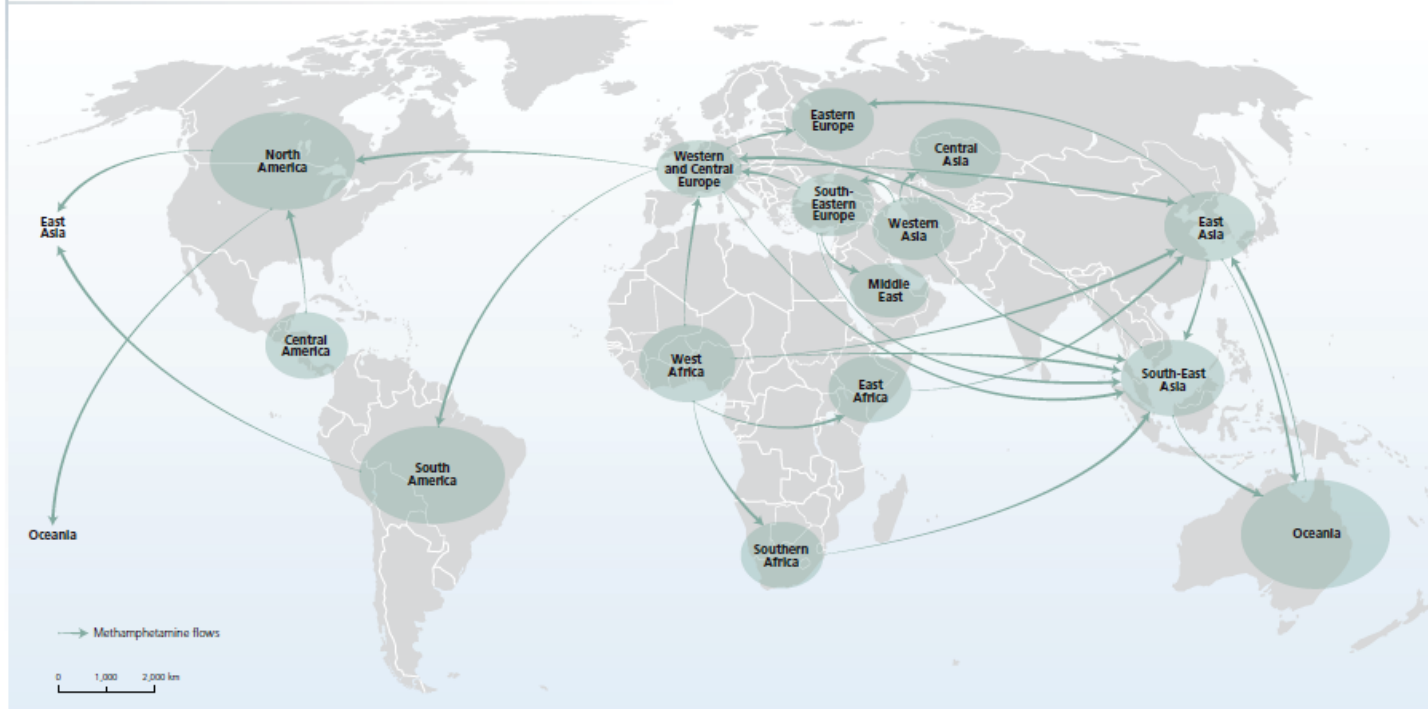 North
America
East
Asia
Central
America
South
America
Oceania
Western
and Central
Europe
Eastern
Europe
Central
Asia
South-
Eastern
Europe
Western
Asia
Middle
East
East
Asia
West
Africa
East
Africa
South-East
Asia
Southern
Africa
Oceania
Methamphetamine flows
0 1,000 2,000 km